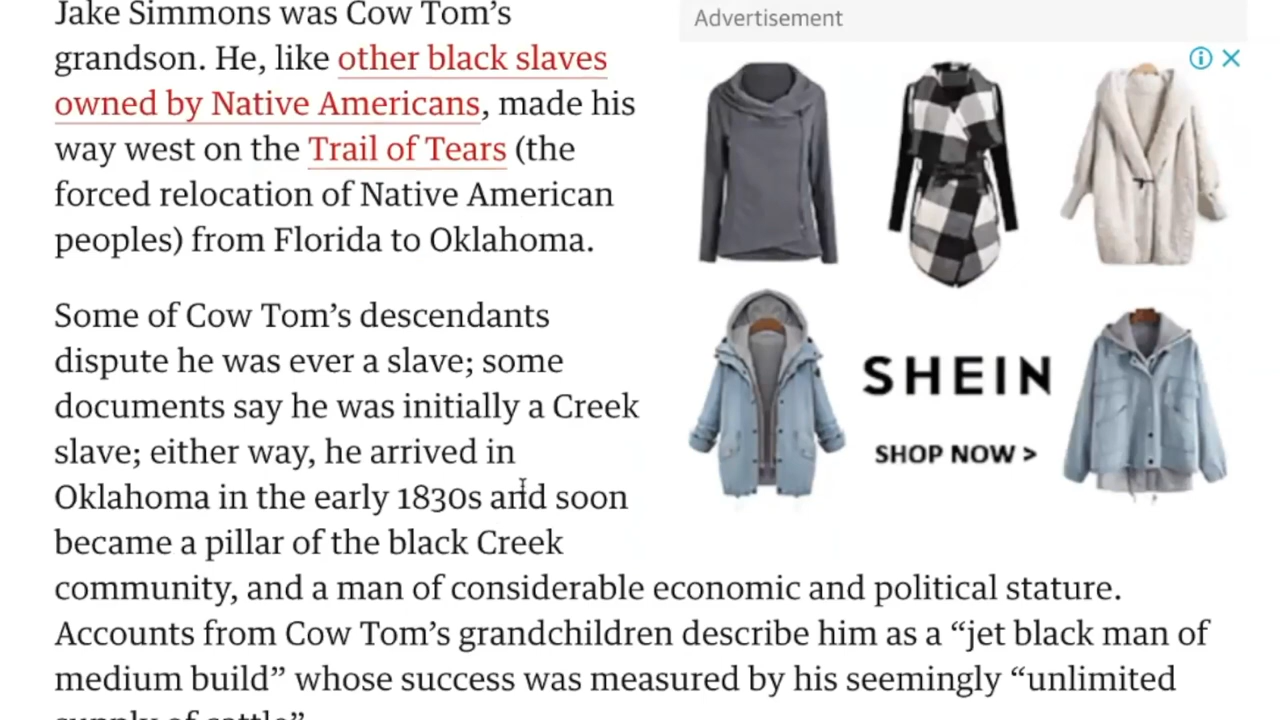 Jake Simmons was Cow Tom’s
grandson. He, like other black slaves
owned by Native Americans, made his
way west on the Trail of Tears (the
forced relocation of Native American
peoples) from Florida to Oklahoma.
Some of Cow Tom’s descendants
dispute he was ever a slave; some
documents say he was initially a Creek
slave; either way, he arrived in
Oklahoma in the early 1830s and soon
became a pillar of the black Creek
community, and a man of considerable economic and political stature.
Accounts from Cow Tom’s grandchildren describe him as a “jet black man of
medium build” whose success was measured by his seemingly “unlimited
supply of cattle”
Advertisement
SHEIN
SHOP NOW >